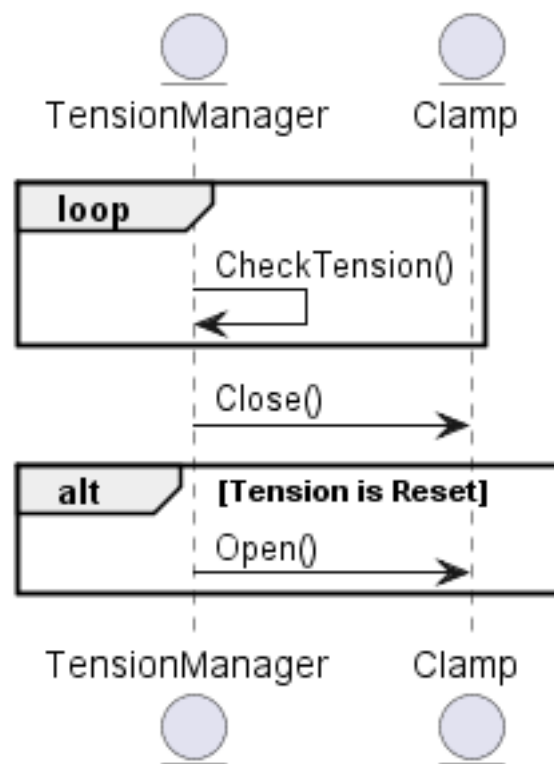 TensionManager Clamp
loop
CheckTension()
Close()
alt [Tension is Reset]
Open()
TensionManager Clamp